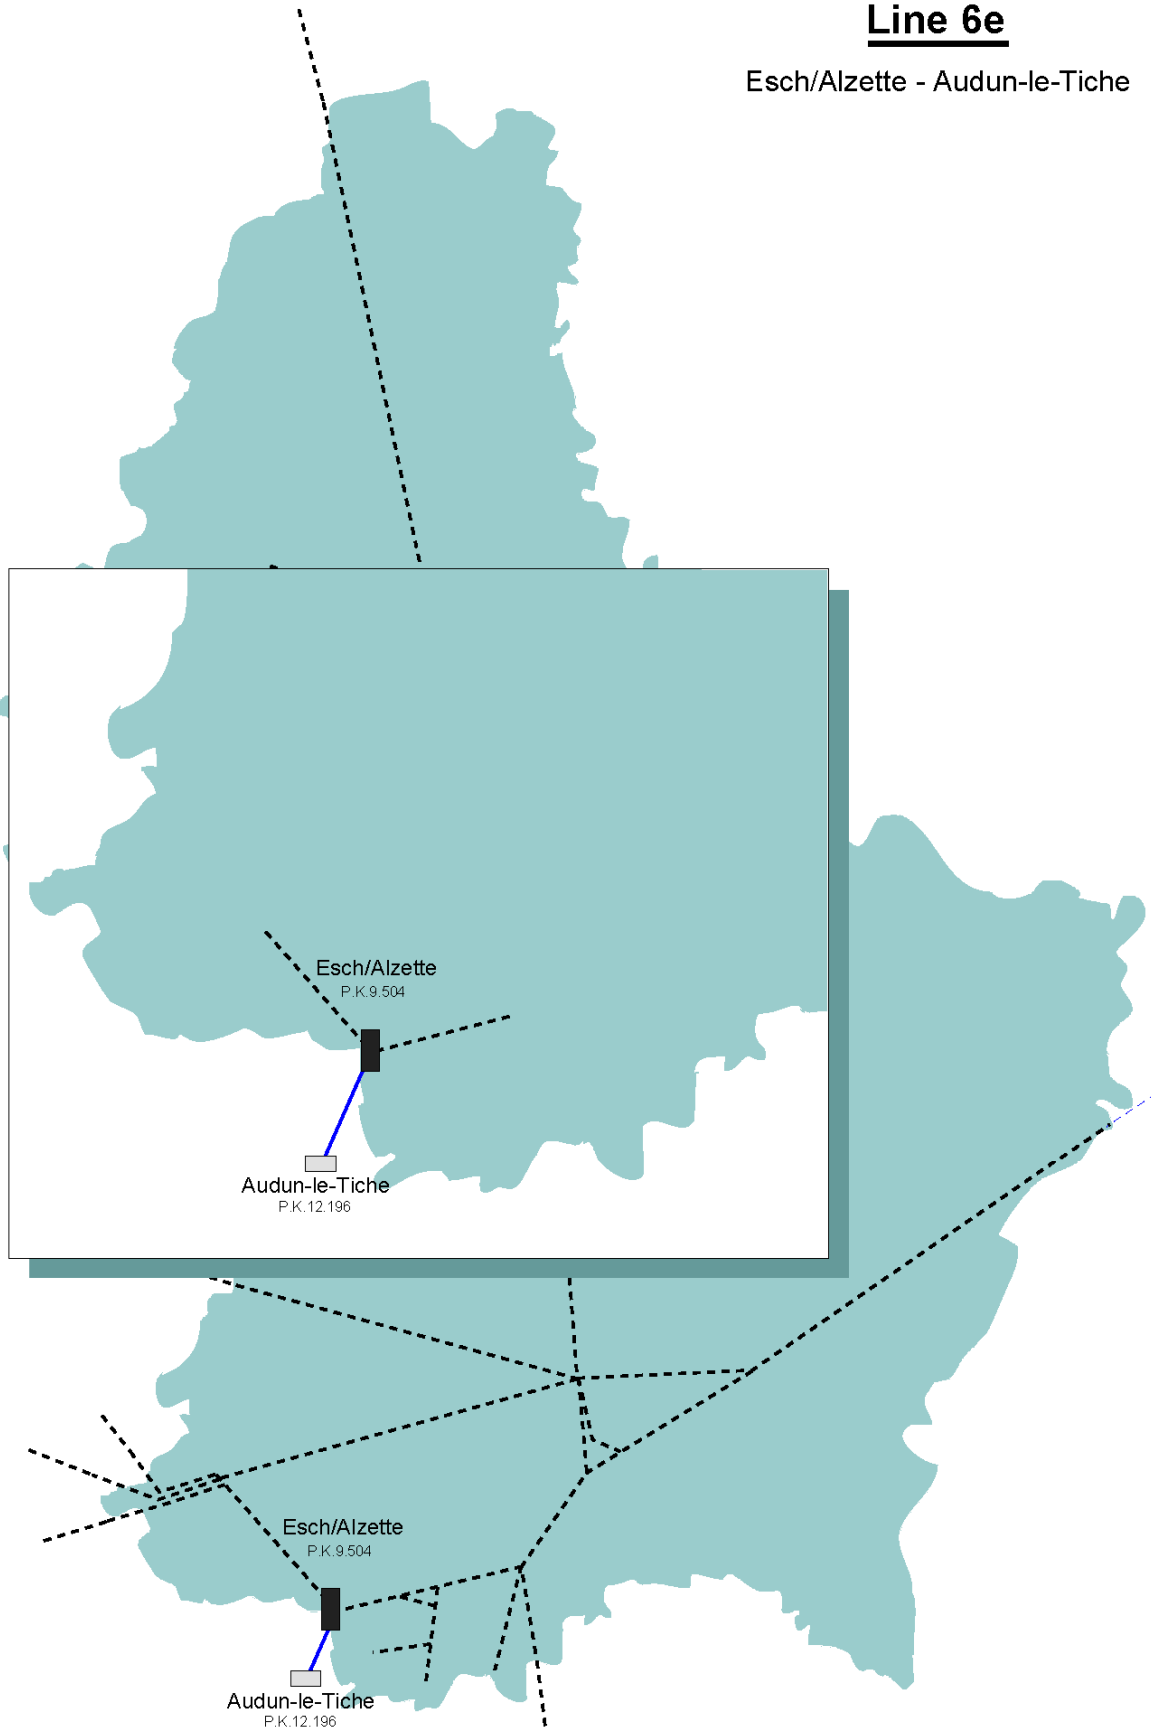 Line 6e
Esch/Alzette - Audun-le-Tiche
Esch/Alzette
P.K.9.504
Audun-le-Tiche
P.K.12.196
Esch/Alzette
P.K.9.504
Audun-le-Tiche
P.K.12.196